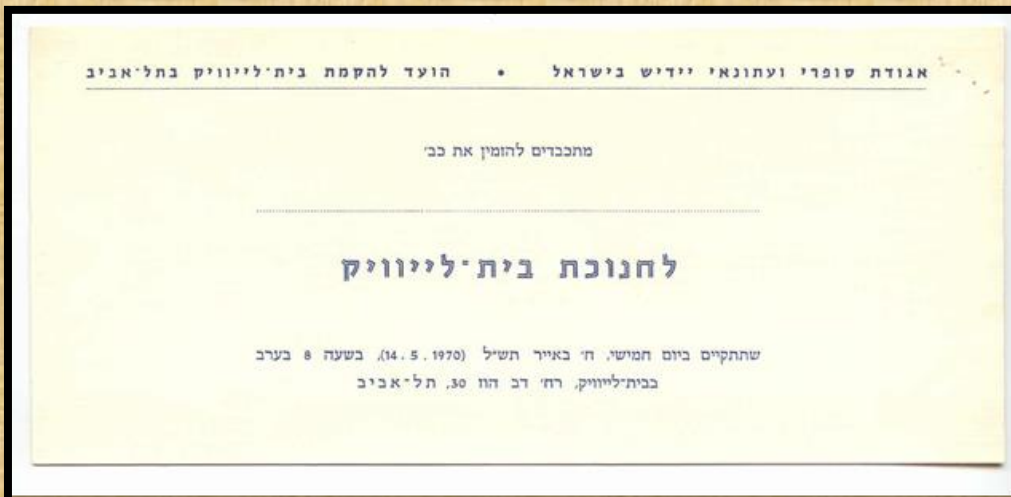 אגודת סופרי ועתונאי יידיש בישראל • הועד להקמת בית־לייוויק בתל־אביב
מתכבדים להזמין את כב׳
לחנוכת בית־לייוויק
שתתקיים ביום חמישי, ח׳ באייר תש״ל (14.5.1970), בשעה 8 בערב
בבית־לייוויק, רח׳ דב הוז 30, תל־אביב